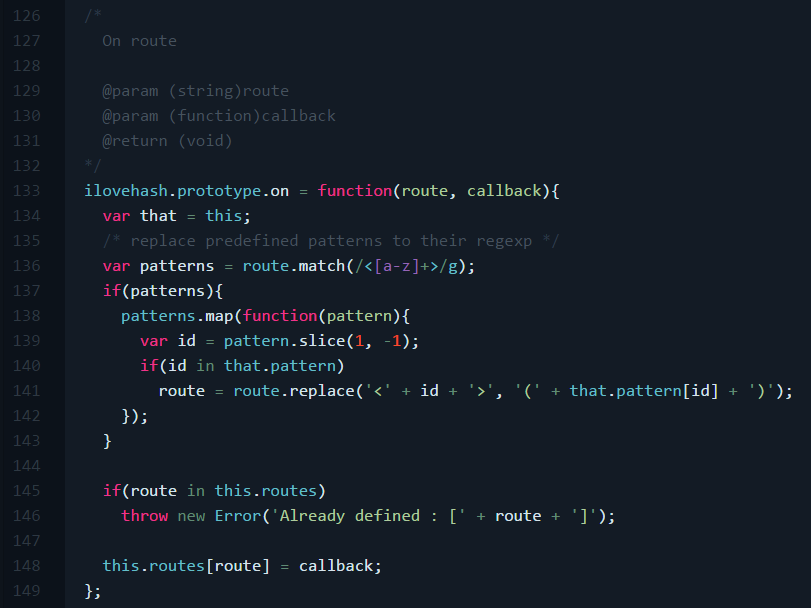 126 /*
127   On route
128
129   @param (string)route
130   @param (function)callback
131   @return (void)
132 */
133 ilovehash.prototype.on = function(route, callback){
134   var that = this;
135   /* replace predefined patterns to their regexp */
136   var patterns = route.match(/<[a-z]+>/g);
137   if(patterns){
138     patterns.map(function(pattern){
139       var id = pattern.slice(1, -1);
140       if(id in that.pattern)
141         route = route.replace('<' + id + '>', '(' + that.pattern[id] + ')');
142     });
143   }
144
145   if(route in this.routes)
146     throw new Error('Already defined : [' + route + ']');
147
148   this.routes[route] = callback;
149 };